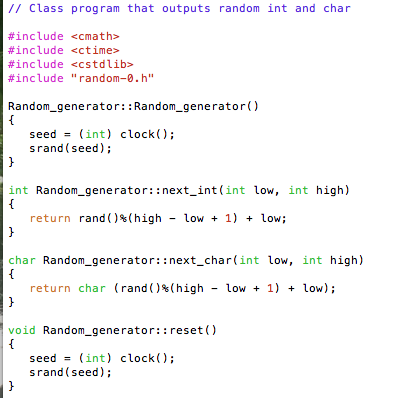 // Class program that outputs random int and char
#include <cmath>
#include <ctime>
#include <cstdlib>
#include "random-0.h"
Random_generator::Random_generator()
{
seed = (int) clock();
srand(seed);
}
int Random_generator::next_int(int low, int high)
{
return rand()%(high - low + 1) + low;
}
char Random_generator::next_char(int low, int high)
{
return char (rand()%(high - low + 1) + low);
}
void Random_generator::reset()
{
seed = (int) clock();
srand(seed);
}